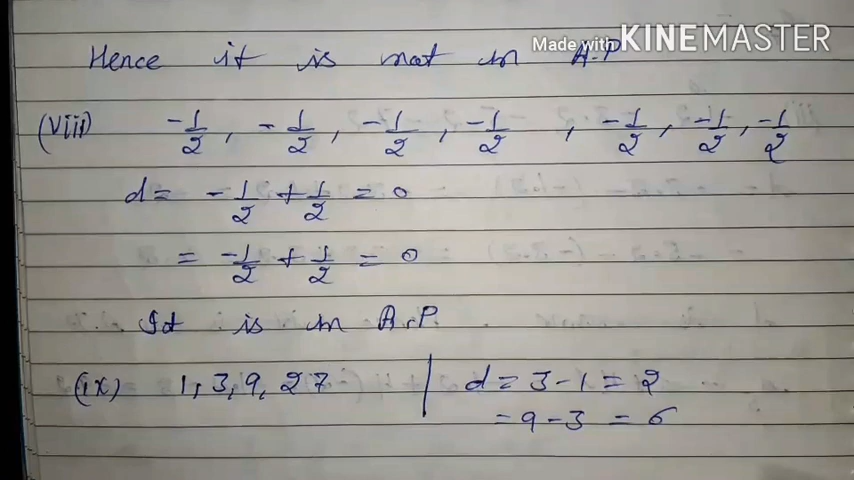 Made with KINEMASTER
Hence it is not in A.P
(viii) -1/2, -1/2, -1/2, -1/2 , -1/2, -1/2, -1/2
d = -1/2 + 1/2 = 0
= -1/2 + 1/2 = 0
It is in A.P
(ix) 1, 3, 9, 27 | d = 3 - 1 = 2
= 9 - 3 = 6